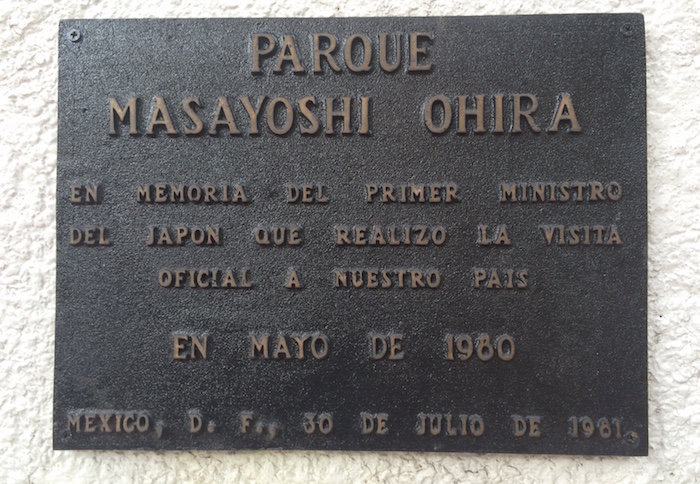 PARQUE
MASAYOSHI OHIRA
EN MEMORIA DEL PRIMER MINISTRO
DEL JAPON QUE REALIZO LA VISITA
OFICIAL A NUESTRO PAIS
EN MAYO DE 1980
MEXICO, D. F., 30 DE JULIO DE 1981.